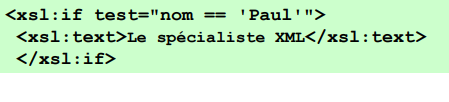 <xsl:if test="nom == 'Paul'">
<xsl:text>Le spécialiste XML</xsl:text>
</xsl:if>